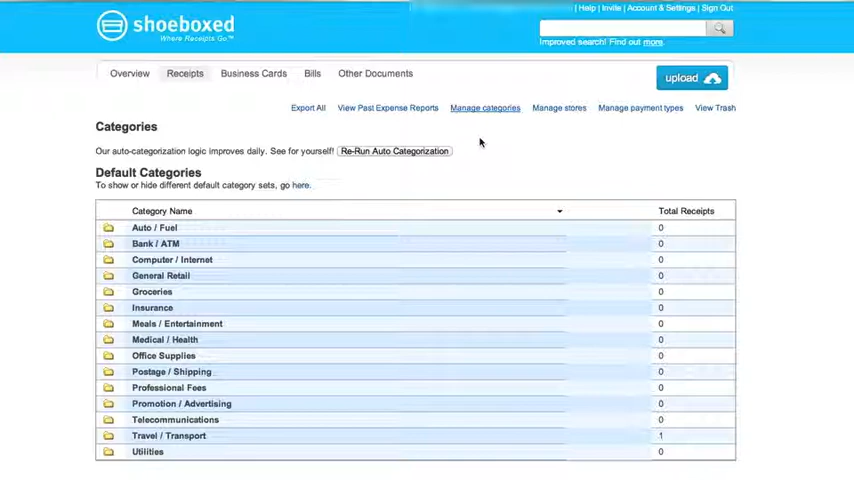 | Help | Invite | Account & Settings | Sign Out
shoeboxed
Where Receipts Go™
Improved search! Find out more.
Overview Receipts Business Cards Bills Other Documents upload
Export All View Past Expense Reports Manage categories Manage stores Manage payment types View Trash
Categories
Our auto-categorization logic improves daily. See for yourself! Re-Run Auto Categorization
Default Categories
To show or hide different default category sets, go here.
Category Name Total Receipts
Auto / Fuel 0
Bank / ATM 0
Computer / Internet 0
General Retail 0
Groceries 0
Insurance 0
Meals / Entertainment 0
Medical / Health 0
Office Supplies 0
Postage / Shipping 0
Professional Fees 0
Promotion / Advertising 0
Telecommunications 0
Travel / Transport 1
Utilities 0